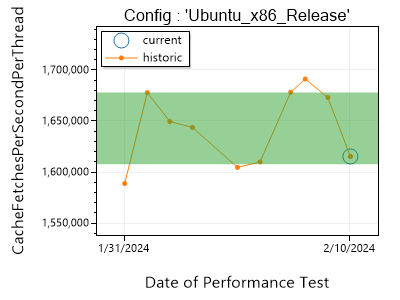 Config : 'Ubuntu_x86_Release'
current
historic
CacheFetchesPerSecondPerThread
1,700,000
1,650,000
1,600,000
1,550,000
1/31/2024
2/10/2024
Date of Performance Test